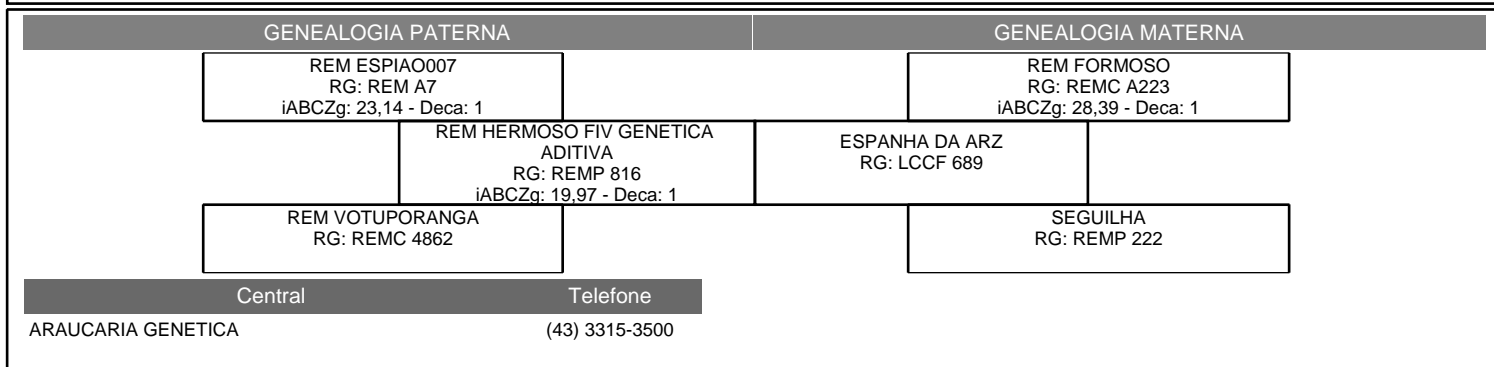 GENEALOGIA PATERNA
GENEALOGIA MATERNA
REM ESPIAO007
RG: REM A7
iABCZg: 23,14 - Deca: 1
REM FORMOSO
RG: REMC A223
iABCZg: 28,39 - Deca: 1
REM HERMOSO FIV GENETICA
ADITIVA
RG: REMP 816
iABCZg: 19,97 - Deca: 1
ESPANHA DA ARZ
RG: LCCF 689
REM VOTUPORANGA
RG: REMC 4862
SEGUILHA
RG: REMP 222
Central
Telefone
ARAUCARIA GENETICA
(43) 3315-3500